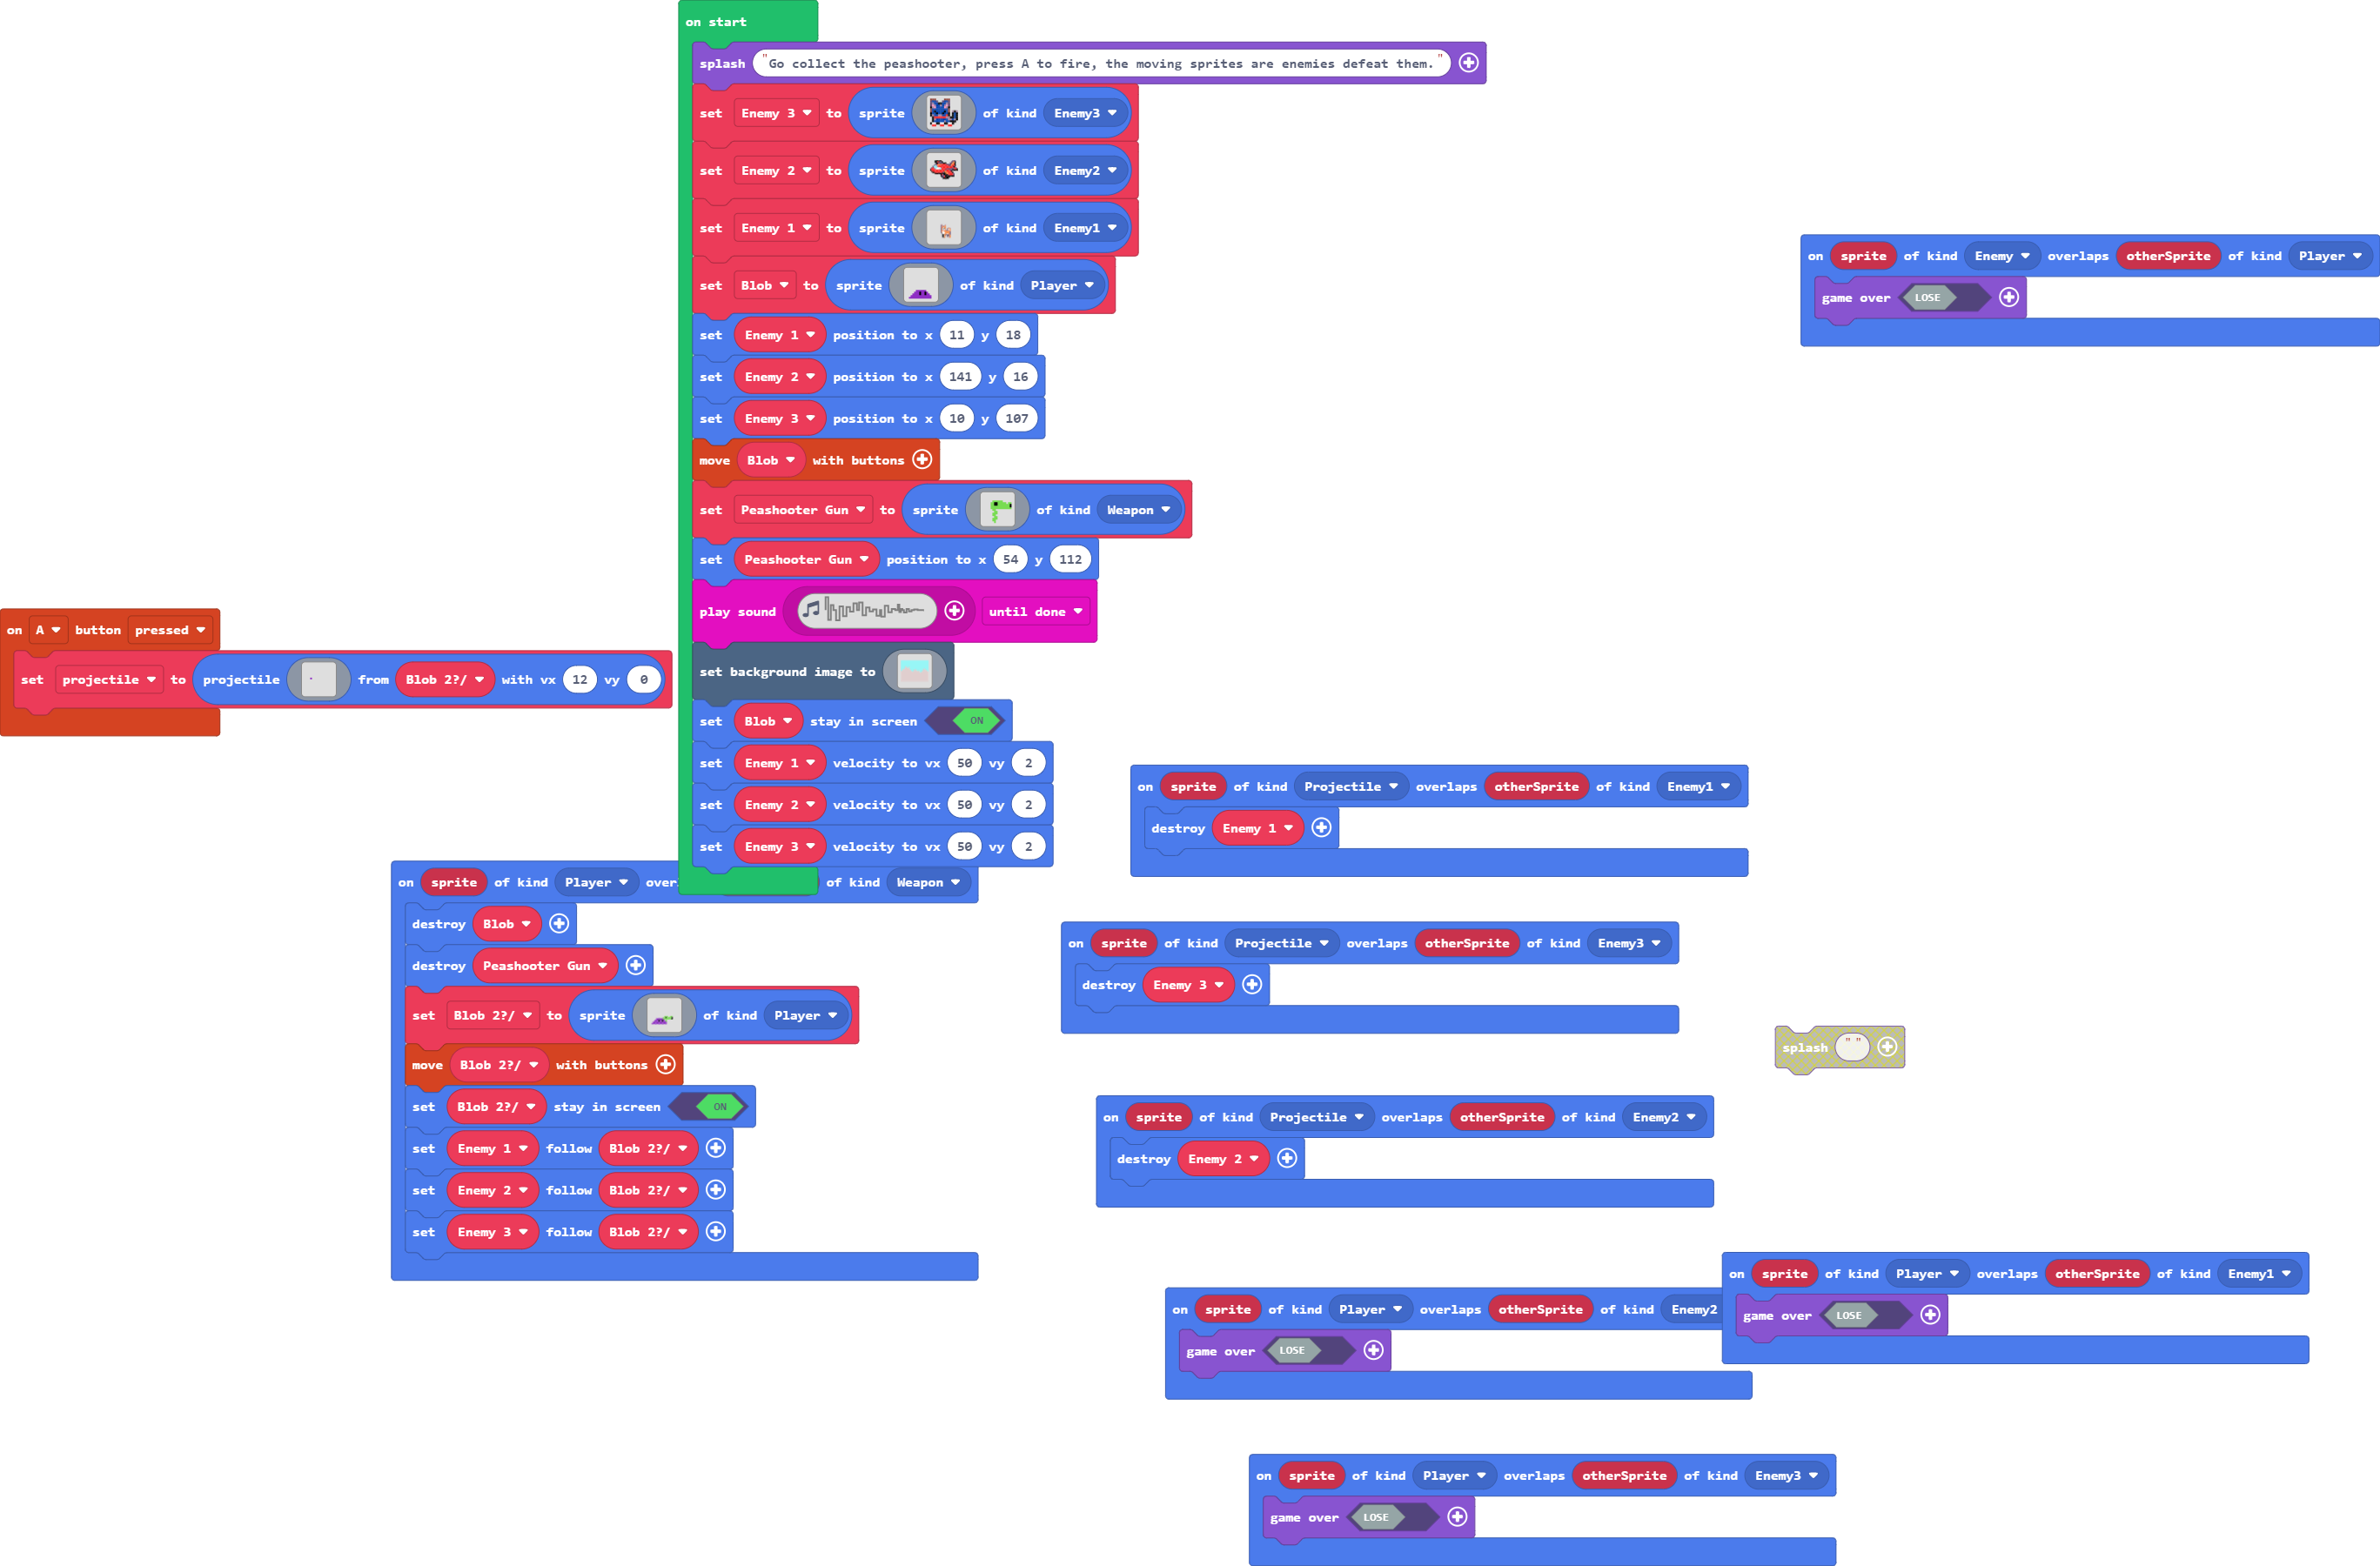 on start
splash "Go collect the peashooter, press A to fire, the moving sprites are enemies defeat them."
set Enemy 3 to sprite of kind Enemy3
set Enemy 2 to sprite of kind Enemy2
set Enemy 1 to sprite of kind Enemy1
set Blob to sprite of kind Player
set Enemy 1 position to x 11 y 18
set Enemy 2 position to x 141 y 16
set Enemy 3 position to x 10 y 107
move Blob with buttons
set Peashooter Gun to sprite of kind Weapon
set Peashooter Gun position to x 54 y 112
play sound until done
set background image to
set Blob stay in screen ON
set Enemy 1 velocity to vx 50 vy 2
set Enemy 2 velocity to vx 50 vy 2
set Enemy 3 velocity to vx 50 vy 2
on sprite of kind Enemy overlaps otherSprite of kind Player
game over LOSE
on A button pressed
set projectile to projectile from Blob 2?/ with vx 12 vy 0
on sprite of kind Player over of kind Weapon
destroy Blob
destroy Peashooter Gun
set Blob 2?/ to sprite of kind Player
move Blob 2?/ with buttons
set Blob 2?/ stay in screen ON
set Enemy 1 follow Blob 2?/
set Enemy 2 follow Blob 2?/
set Enemy 3 follow Blob 2?/
on sprite of kind Projectile overlaps otherSprite of kind Enemy1
destroy Enemy 1
on sprite of kind Projectile overlaps otherSprite of kind Enemy3
destroy Enemy 3
splash " "
on sprite of kind Projectile overlaps otherSprite of kind Enemy2
destroy Enemy 2
on sprite of kind Player overlaps otherSprite of kind Enemy2
game over LOSE
on sprite of kind Player overlaps otherSprite of kind Enemy1
game over LOSE
on sprite of kind Player overlaps otherSprite of kind Enemy3
game over LOSE